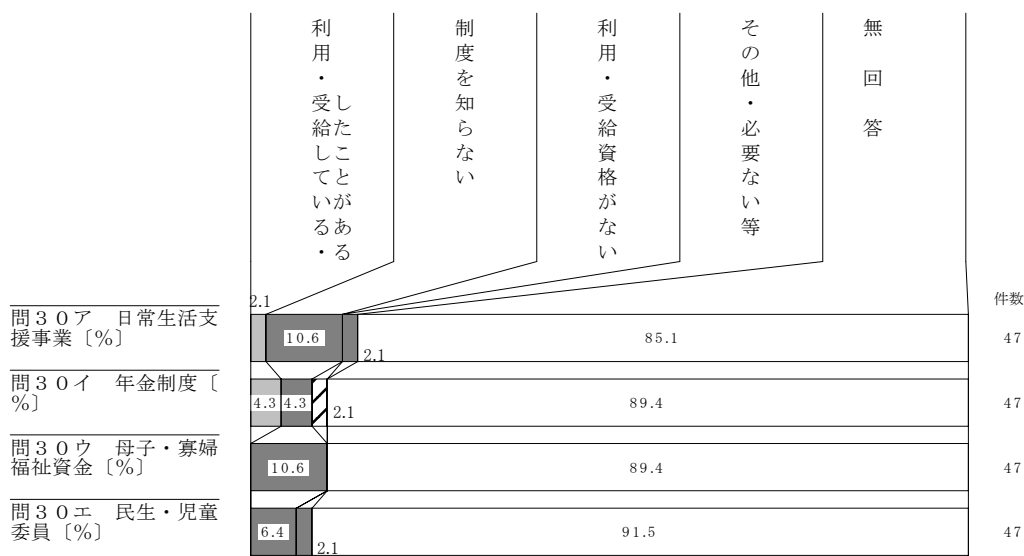 利用・受給している・
したことがある
制度を知らない
利用・受給資格がない
その他・必要ない等
無回答
件数
問３０ア　日常生活支
援事業〔%〕
2.1
10.6
2.1
85.1
47
問３０イ　年金制度〔
%〕
4.3
4.3
2.1
89.4
47
問３０ウ　母子・寡婦
福祉資金〔%〕
10.6
89.4
47
問３０エ　民生・児童
委員〔%〕
6.4
2.1
91.5
47